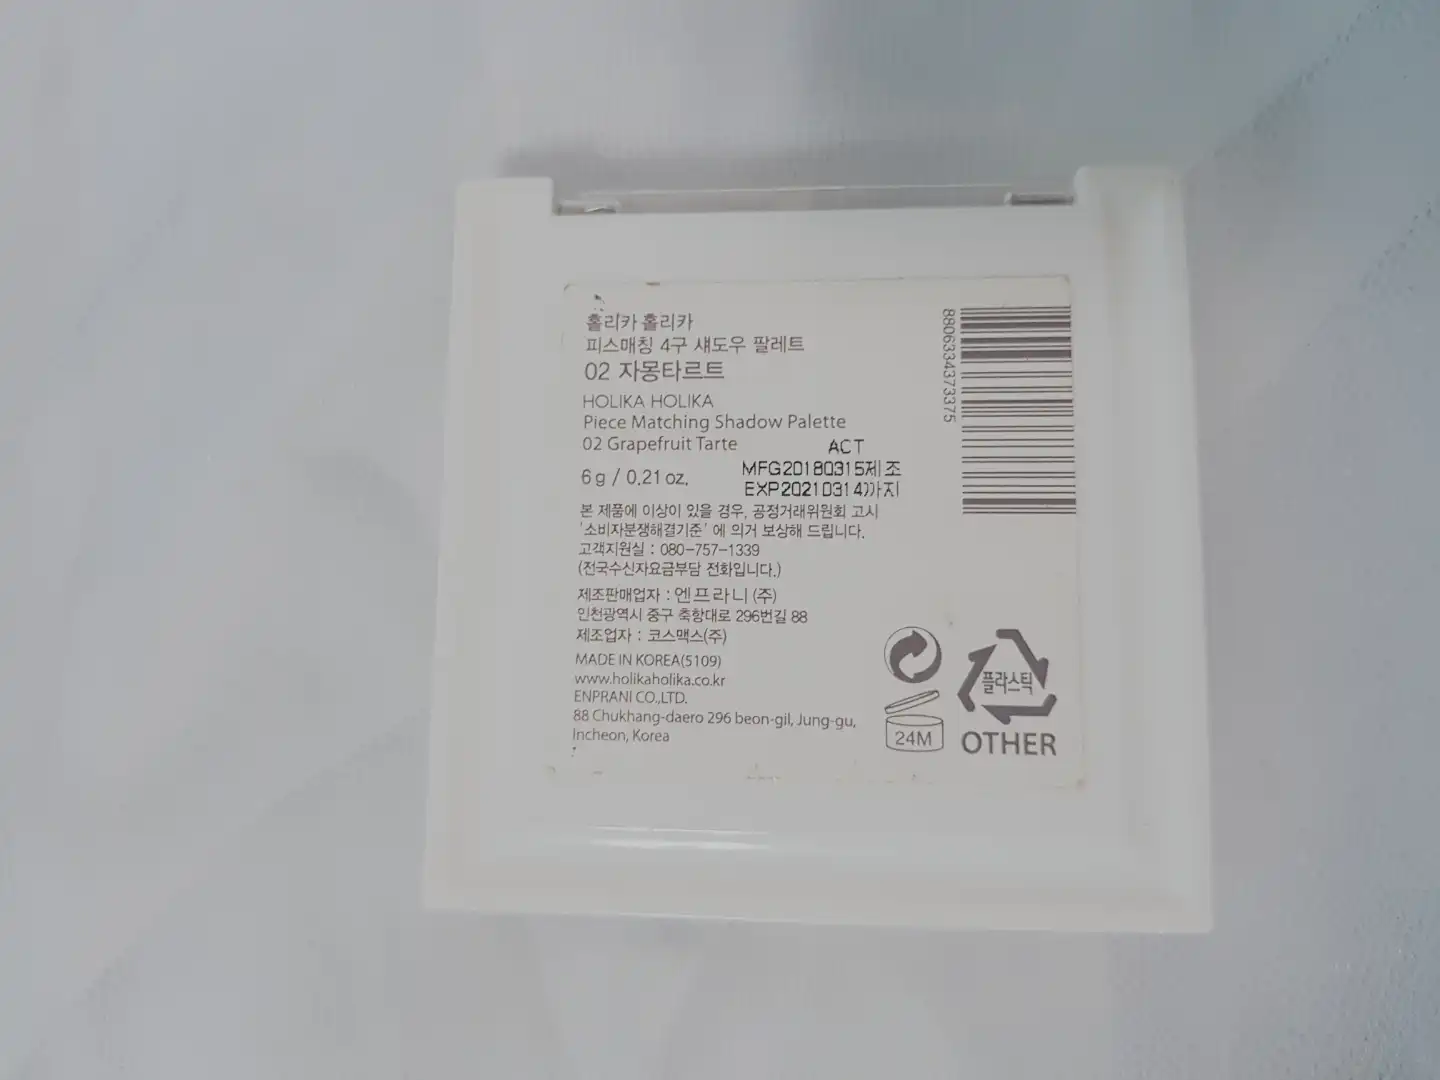 홀리카 홀리카
피스매칭 4구 섀도우 팔레트
02 자몽타르트
HOLIKA HOLIKA
Piece Matching Shadow Palette
02 Grapefruit Tarte
6g / 0.21 oz.
ACT
MFG20180315제조
EXP20210314까지
본 제품에 이상이 있을 경우, 공정거래위원회 고시
'소비자분쟁해결기준' 에 의거 보상해 드립니다.
고객지원실 : 080-757-1339
(전국수신자요금부담 전화입니다.)
제조판매업자 : 엔프라니 (주)
인천광역시 중구 축항대로 296번길 88
제조업자 : 코스맥스(주)
MADE IN KOREA(5109)
www.holikaholika.co.kr
ENPRANI CO.,LTD.
88 Chukhang-daero 296 beon-gil, Jung-gu,
Incheon, Korea
8806334373375
24M
플라스틱
OTHER